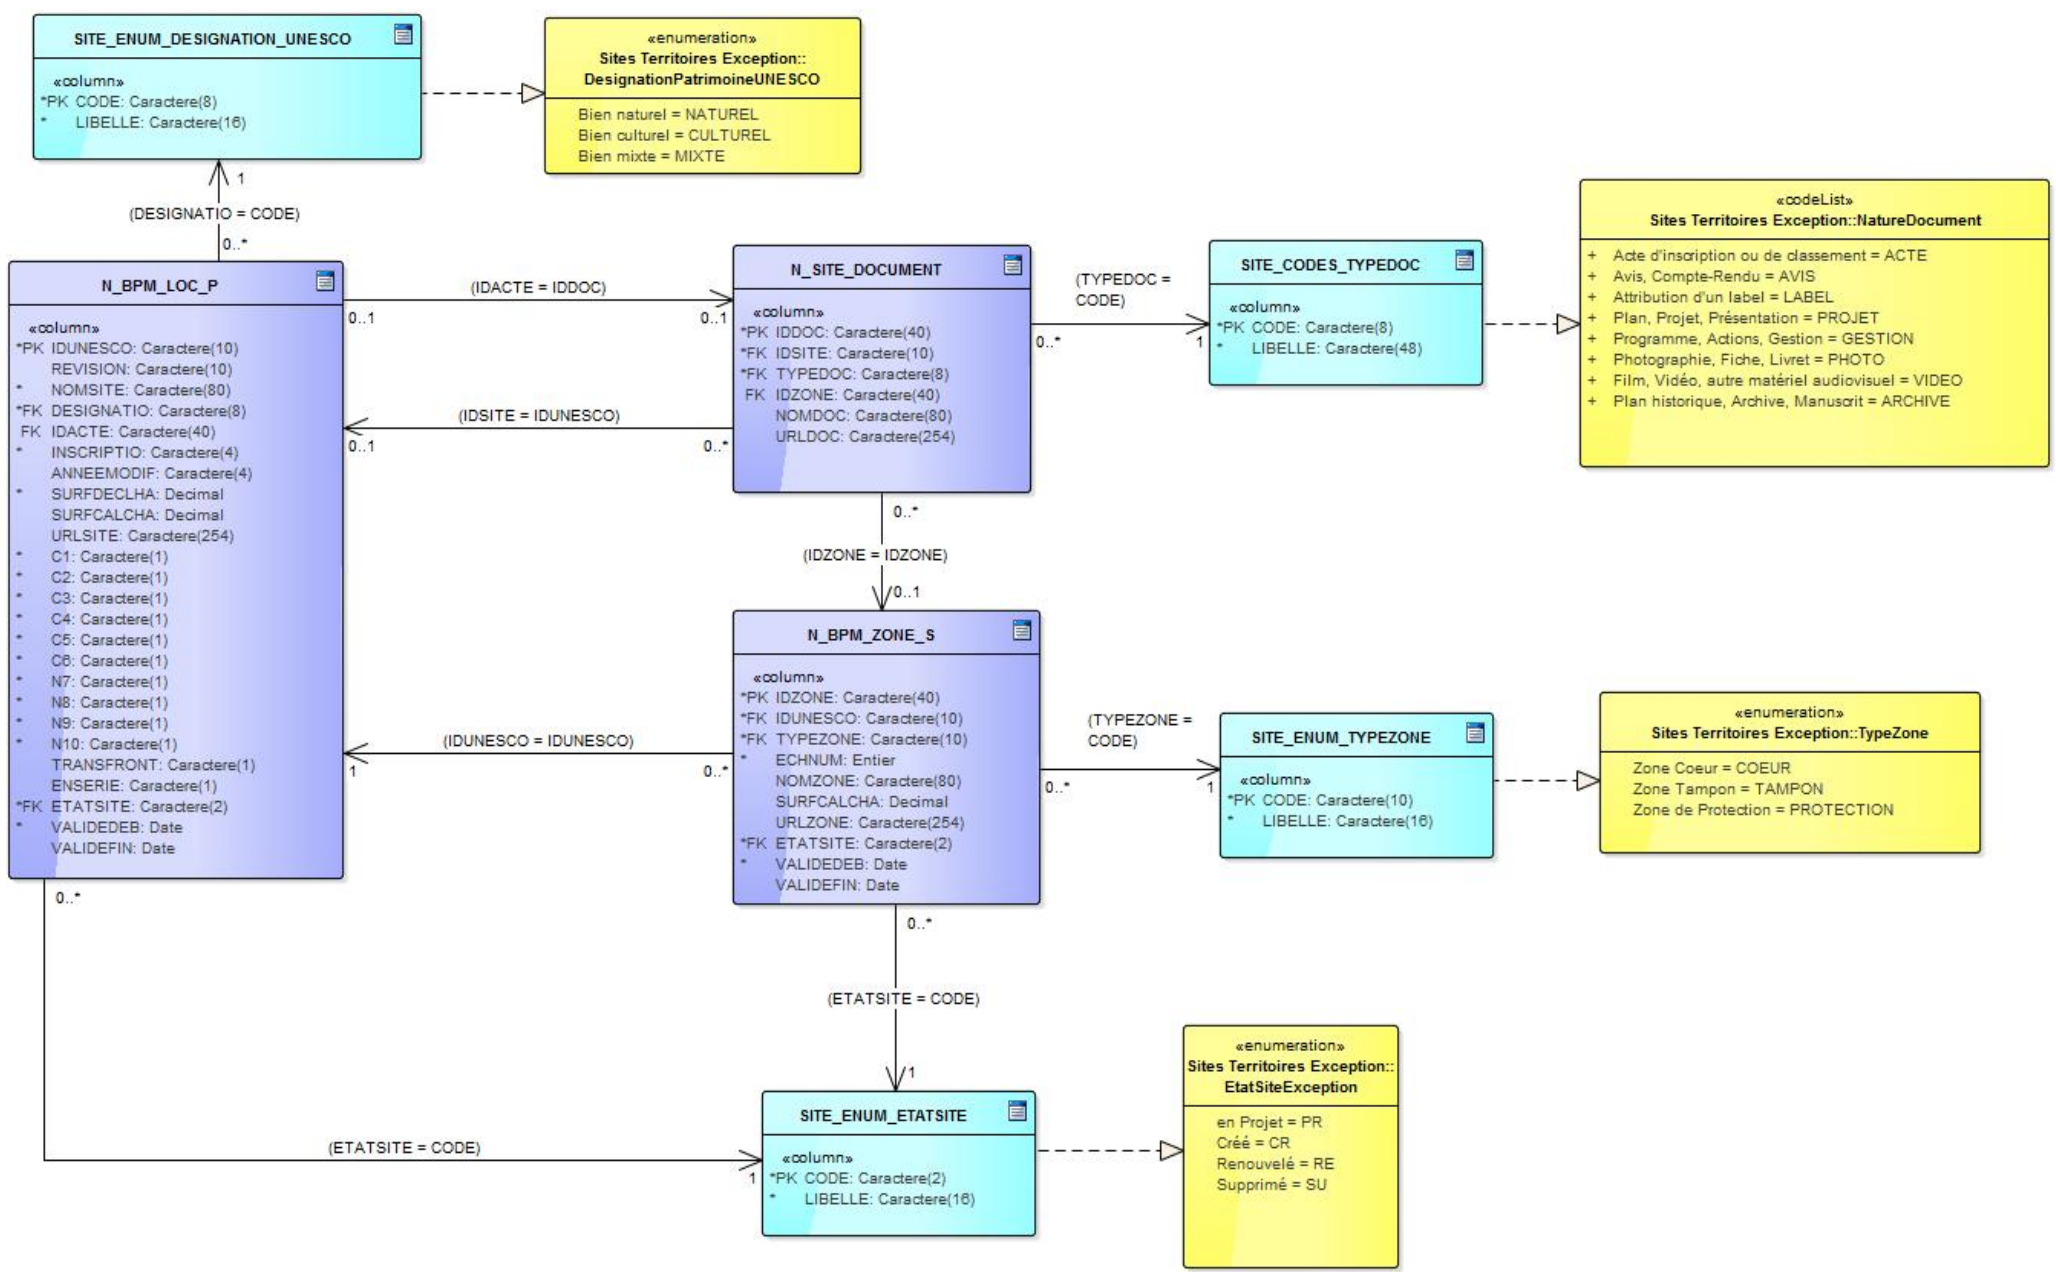 SITE_ENUM_DESIGNATION_UNESCO
«column»
*PK CODE: Caractere(8)
* LIBELLE: Caractere(16)
«enumeration»
Sites Territoires Exception::
DesignationPatrimoineUNESCO
Bien naturel = NATUREL
Bien culturel = CULTUREL
Bien mixte = MIXTE
1
(DESIGNATIO = CODE)
0..*
N_BPM_LOC_P
«column»
*PK IDUNESCO: Caractere(10)
REVISION: Caractere(10)
* NOMSITE: Caractere(80)
*FK DESIGNATIO: Caractere(8)
FK IDACTE: Caractere(40)
* INSCRIPTIO: Caractere(4)
ANNEEMODIF: Caractere(4)
* SURFDECLHA: Decimal
SURFCALCHA: Decimal
URLSITE: Caractere(254)
* C1: Caractere(1)
* C2: Caractere(1)
* C3: Caractere(1)
* C4: Caractere(1)
* C5: Caractere(1)
* C6: Caractere(1)
* N7: Caractere(1)
* N8: Caractere(1)
* N9: Caractere(1)
* N10: Caractere(1)
TRANSFRONT: Caractere(1)
ENSERIE: Caractere(1)
*FK ETATSITE: Caractere(2)
* VALIDEDEB: Date
VALIDEFIN: Date
(IDACTE = IDDOC)
0..1
0..1
(IDSITE = IDUNESCO)
0..1
0..*
N_SITE_DOCUMENT
«column»
*PK IDDOC: Caractere(40)
*FK IDSITE: Caractere(10)
*FK TYPEDOC: Caractere(8)
FK IDZONE: Caractere(40)
NOMDOC: Caractere(80)
URLDOC: Caractere(254)
(TYPEDOC =
CODE)
0..*
1
SITE_CODES_TYPEDOC
«column»
*PK CODE: Caractere(8)
* LIBELLE: Caractere(48)
«codeList»
Sites Territoires Exception::NatureDocument
+ Acte d'inscription ou de classement = ACTE
+ Avis, Compte-Rendu = AVIS
+ Attribution d'un label = LABEL
+ Plan, Projet, Présentation = PROJET
+ Programme, Actions, Gestion = GESTION
+ Photographie, Fiche, Livret = PHOTO
+ Film, Vidéo, autre matériel audiovisuel = VIDEO
+ Plan historique, Archive, Manuscrit = ARCHIVE
0..*
(IDZONE = IDZONE)
0..1
N_BPM_ZONE_S
«column»
*PK IDZONE: Caractere(40)
*FK IDUNESCO: Caractere(10)
*FK TYPEZONE: Caractere(10)
* ECHNUM: Entier
NOMZONE: Caractere(80)
SURFCALCHA: Decimal
URLZONE: Caractere(254)
*FK ETATSITE: Caractere(2)
* VALIDEDEB: Date
VALIDEFIN: Date
(IDUNESCO = IDUNESCO)
1
0..*
(TYPEZONE =
CODE)
0..*
1
SITE_ENUM_TYPEZONE
«column»
*PK CODE: Caractere(10)
* LIBELLE: Caractere(16)
«enumeration»
Sites Territoires Exception::TypeZone
Zone Coeur = COEUR
Zone Tampon = TAMPON
Zone de Protection = PROTECTION
0..*
0..*
(ETATSITE = CODE)
1
(ETATSITE = CODE)
1
SITE_ENUM_ETATSITE
«column»
*PK CODE: Caractere(2)
* LIBELLE: Caractere(16)
«enumeration»
Sites Territoires Exception::
EtatSiteException
en Projet = PR
Créé = CR
Renouvelé = RE
Supprimé = SU